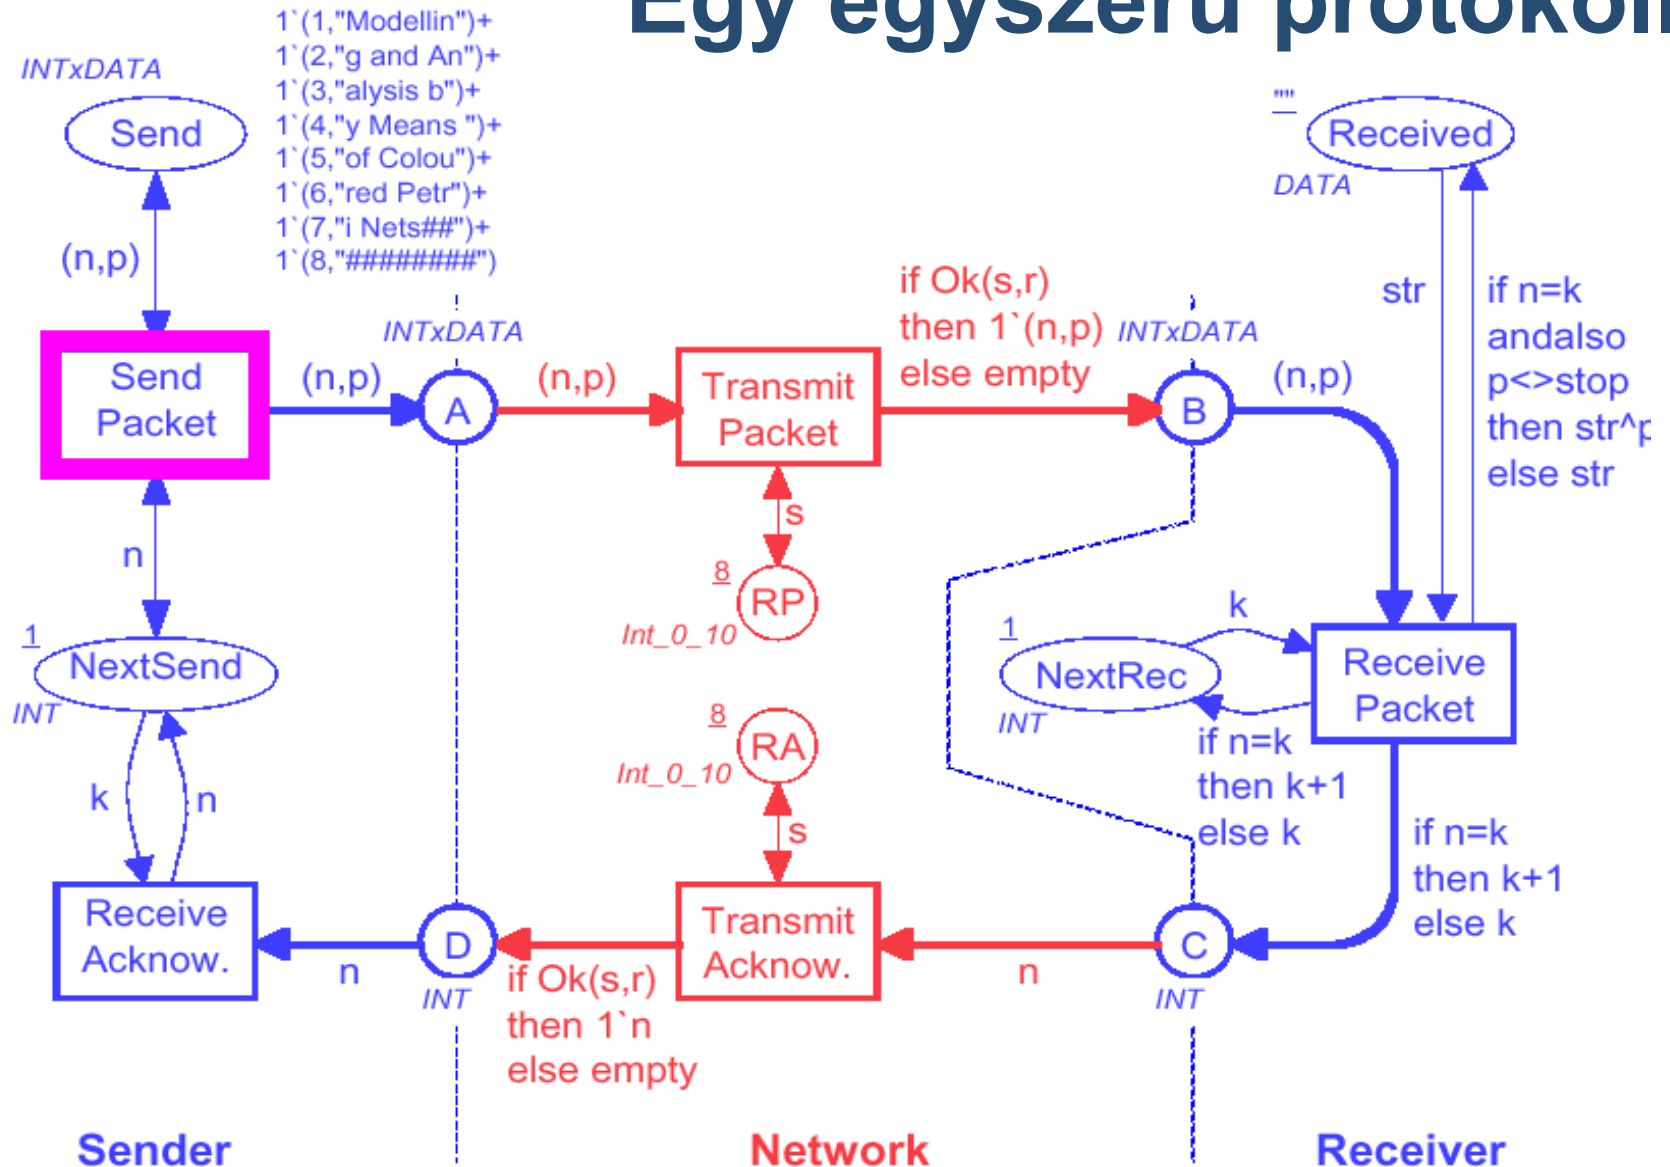 Egy egyszerű protokoll
INTxDATA
Send
1`(1,"Modellin")+
1`(2,"g and An")+
1`(3,"alysis b")+
1`(4,"y Means ")+
1`(5,"of Colou")+
1`(6,"red Petr")+
1`(7,"i Nets##")+
1`(8,"########")
""
Received
DATA
(n,p)
Send
Packet
(n,p)
INTxDATA
A
(n,p)
Transmit
Packet
if Ok(s,r)
then 1`(n,p)
else empty
INTxDATA
B
(n,p)
str
if n=k
andalso
p<>stop
then str^p
else str
n
s
8
RP
Int_0_10
1
NextSend
INT
8
RA
Int_0_10
1
NextRec
INT
k
Receive
Packet
if n=k
then k+1
else k
k
n
s
if n=k
then k+1
else k
Receive
Acknow.
n
D
INT
if Ok(s,r)
then 1`n
else empty
Transmit
Acknow.
n
C
INT
Sender
Network
Receiver